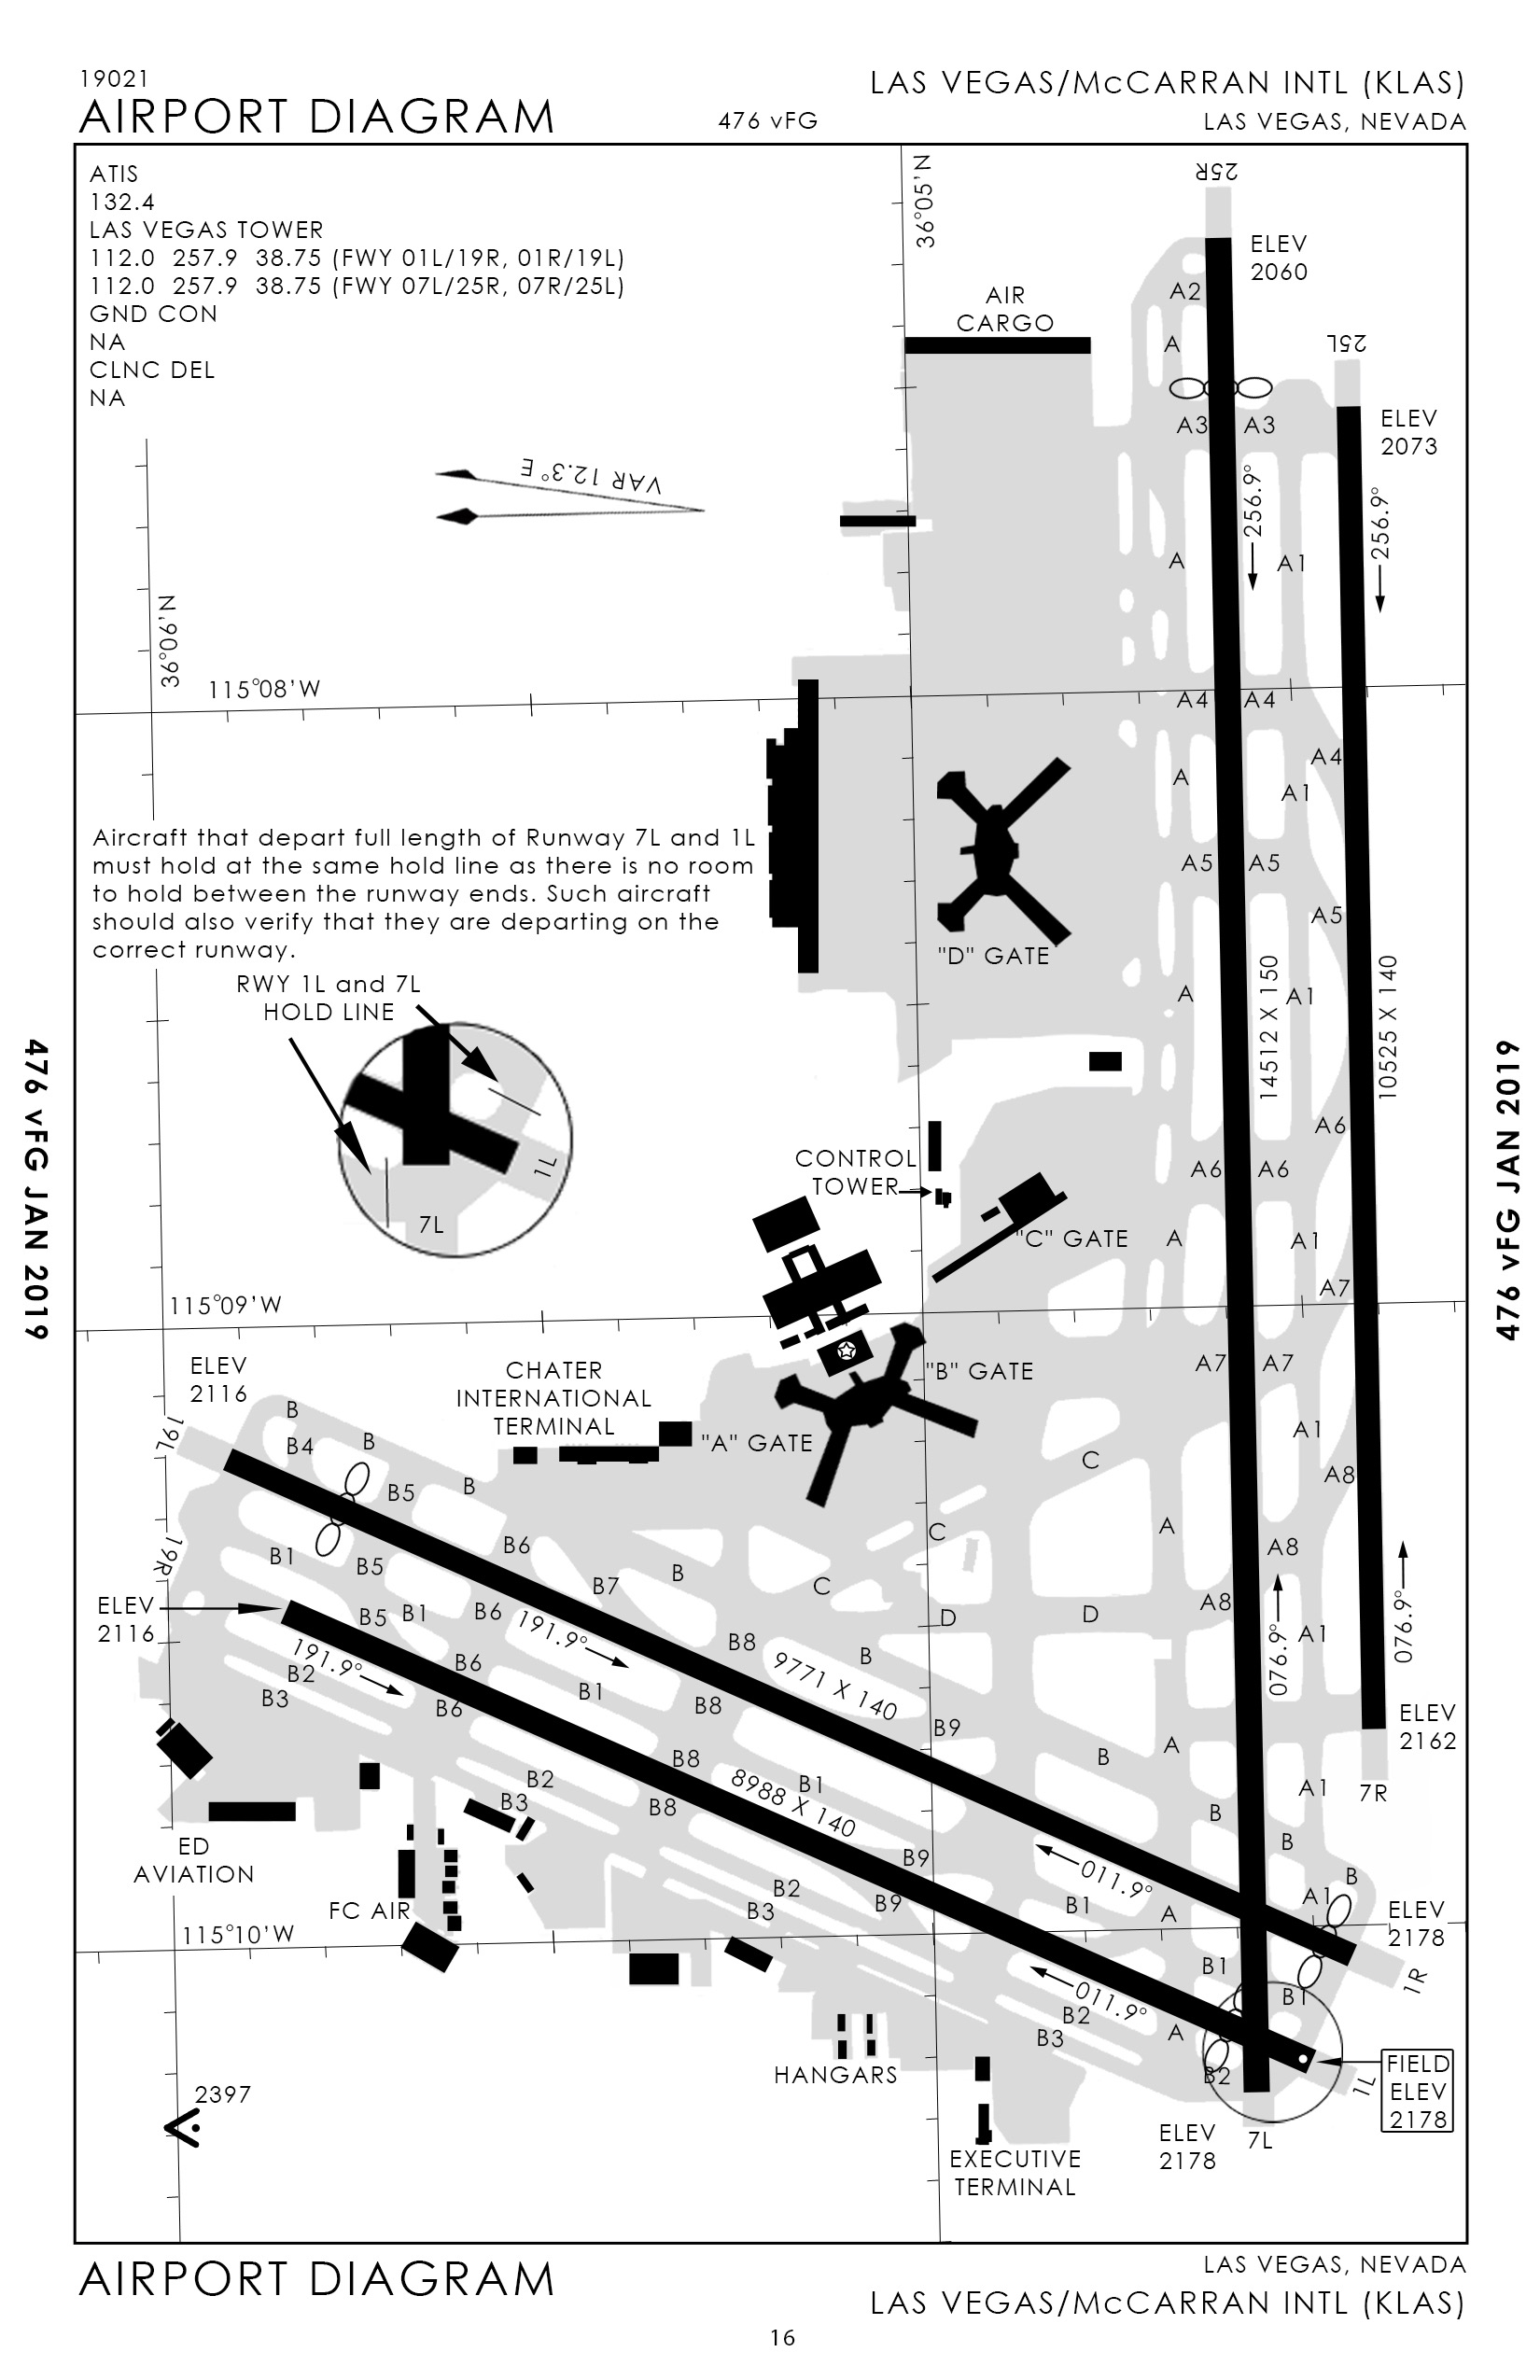 19021
AIRPORT DIAGRAM
476 vFG
LAS VEGAS/McCARRAN INTL (KLAS)
LAS VEGAS, NEVADA
ATIS
132.4
LAS VEGAS TOWER
112.0 257.9 38.75 (FWY 01L/19R, 01R/19L)
112.0 257.9 38.75 (FWY 07L/25R, 07R/25L)
GND CON
NA
CLNC DEL
NA
36°05'N
25R
ELEV
2060
A2
AIR
CARGO
A
25L
A3
A3
ELEV
2073
VAR 12.3°E
256.9°
256.9°
A
A1
36°06'N
115°08'W
A4
A4
A4
A
A1
Aircraft that depart full length of Runway 7L and 1L
must hold at the same hold line as there is no room
to hold between the runway ends. Such aircraft
should also verify that they are departing on the
correct runway.
A5
A5
A5
"D" GATE
RWY 1L and 7L
HOLD LINE
A
A1
14512 X 150
10525 X 140
476 vFG JAN 2019
476 vFG JAN 2019
1L
7L
A6
CONTROL
TOWER
A6
A6
"C" GATE
A
A1
A7
115°09'W
ELEV
2116
CHATER
INTERNATIONAL
TERMINAL
"B" GATE
A7
A7
B
19L
B4
B
"A" GATE
A1
C
A8
B5
B
19R
B1
B5
B6
C
A
A8
B
B7
C
ELEV
2116
B5
B1
B6
191.9°
D
D
A8
076.9°
076.9°
A1
191.9°
B2
B3
B6
B6
B8
B
B1
B8
9771 X 140
B9
ELEV
2162
B8
B
A
B2
B3
B8
B1
8988 X 140
A1
7R
B
B
ED
AVIATION
B9
011.9°
B
FC AIR
B2
B3
B9
B1
A
A1
ELEV
2178
115°10'W
B1
1R
011.9°
B1
B2
B3
A
HANGARS
B2
1L
FIELD
ELEV
2178
2397
ELEV
2178
7L
EXECUTIVE
TERMINAL
AIRPORT DIAGRAM
LAS VEGAS, NEVADA
LAS VEGAS/McCARRAN INTL (KLAS)
16